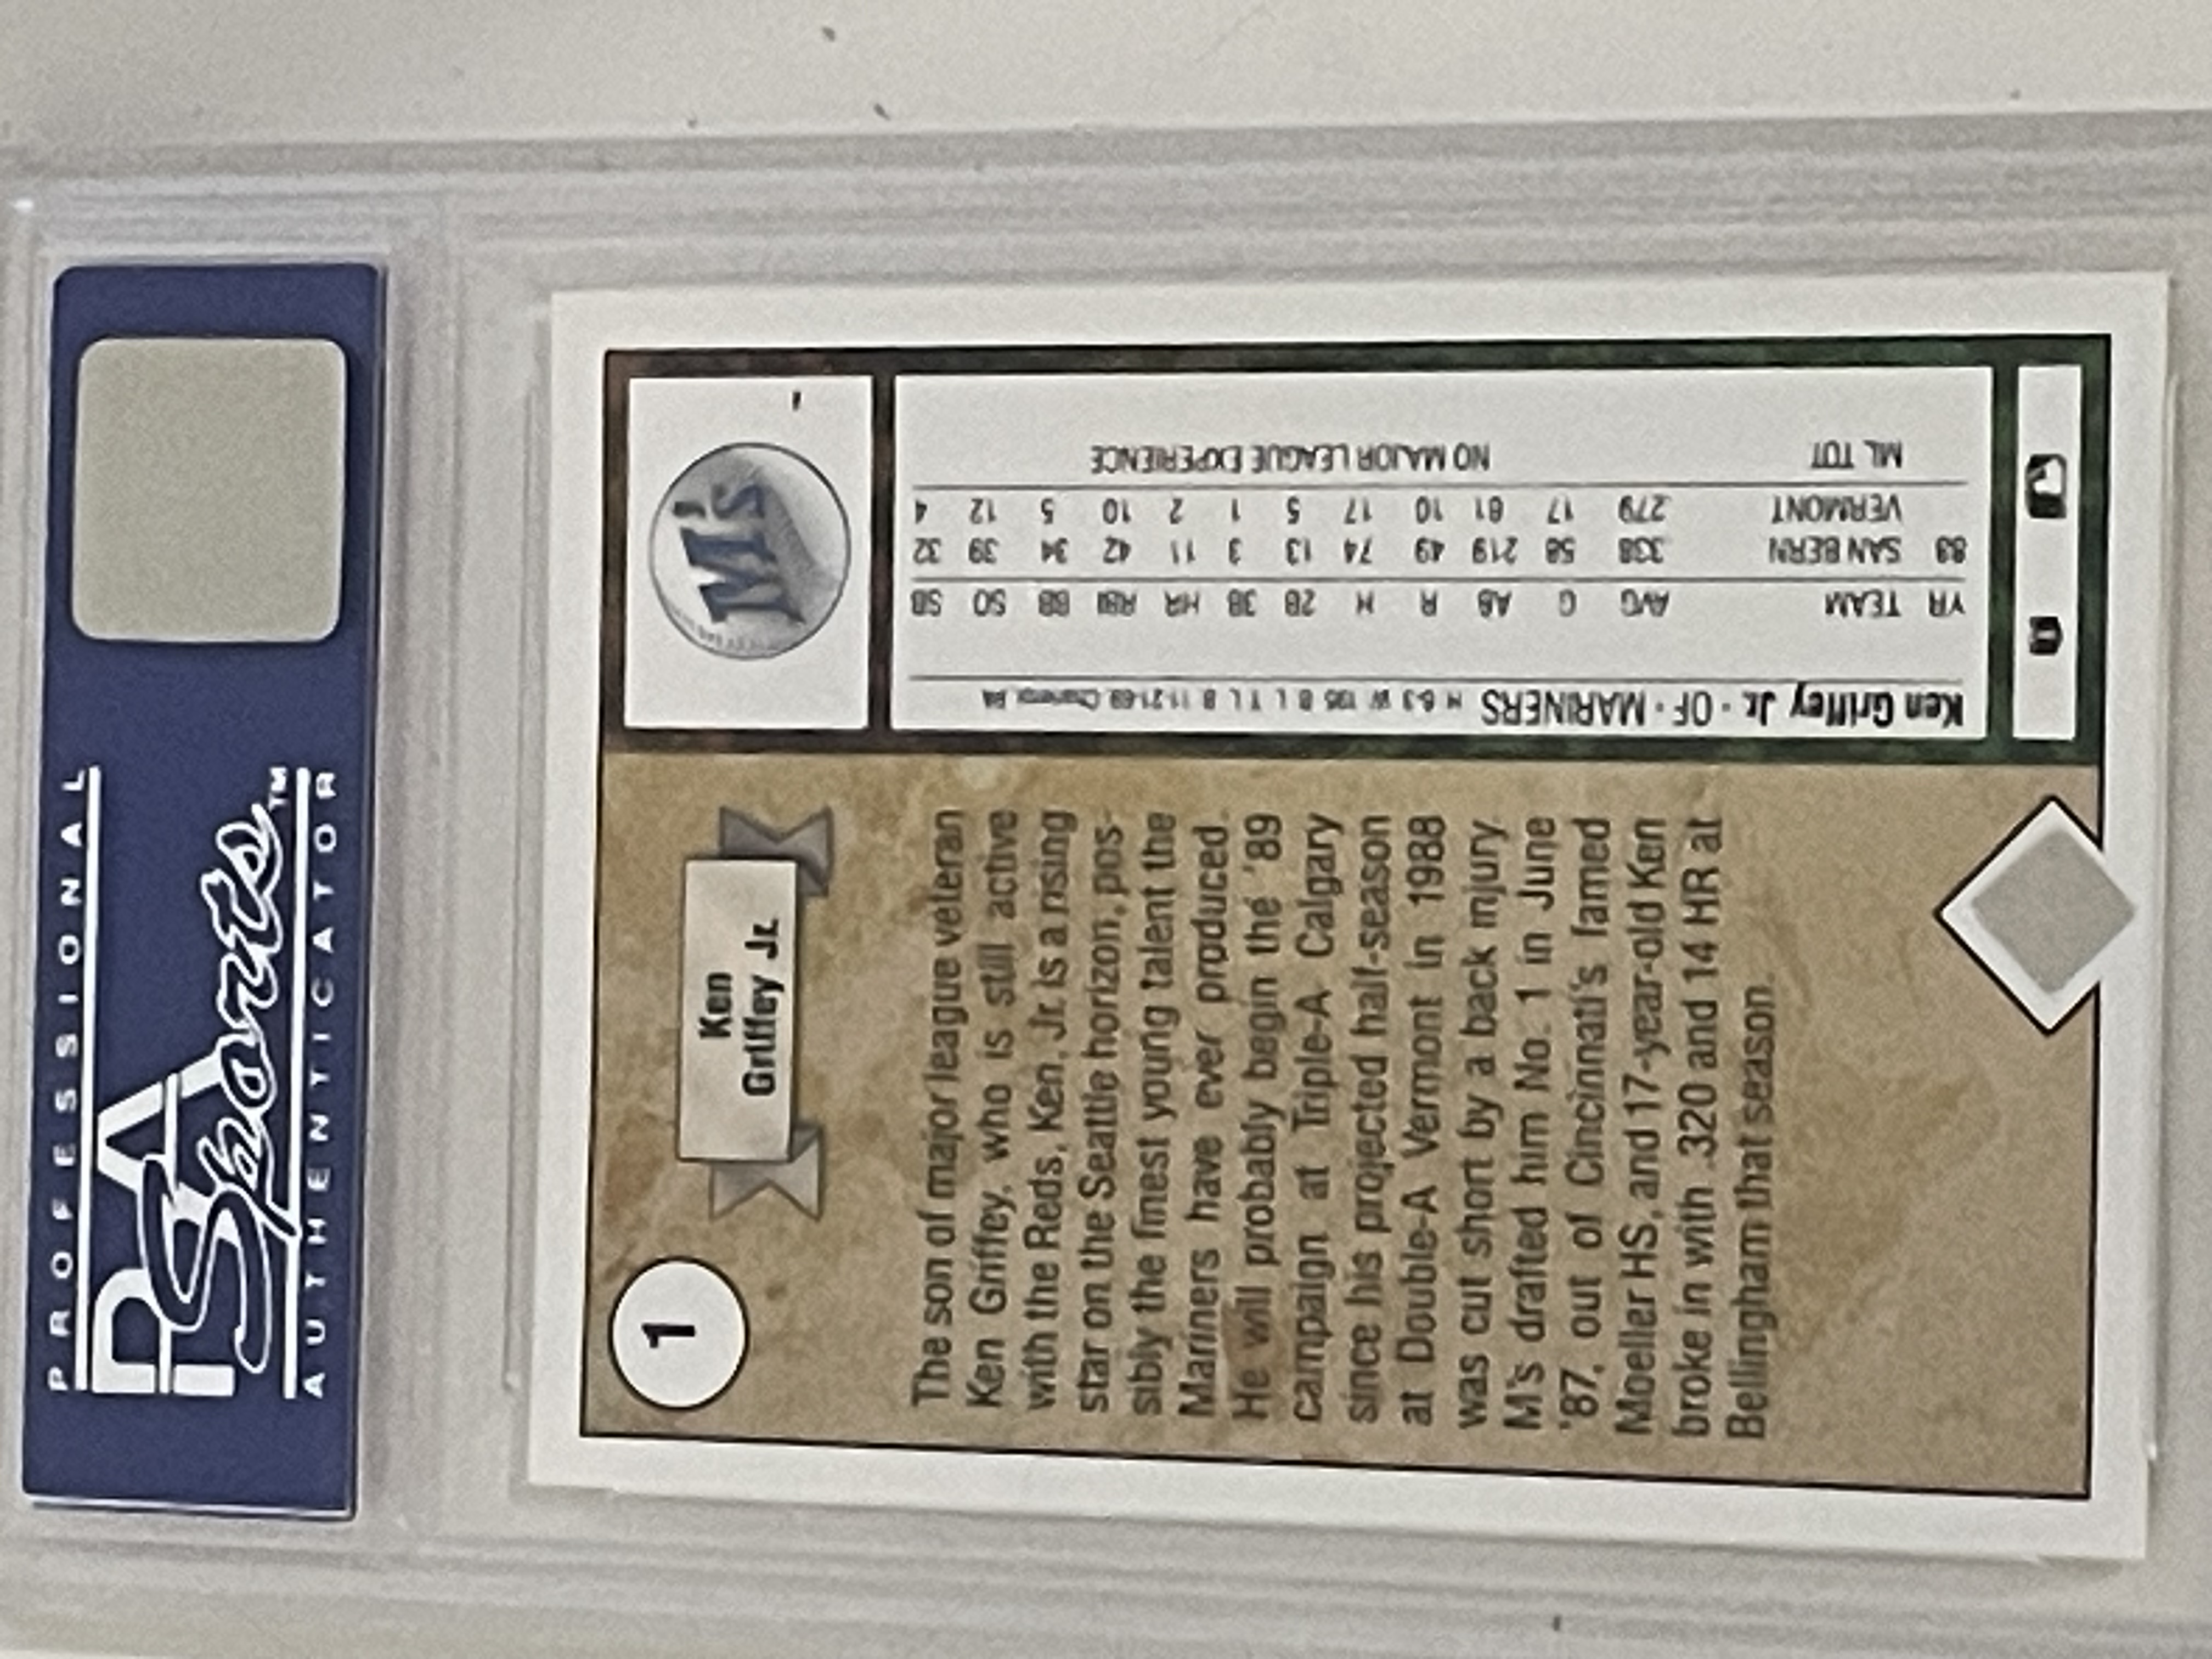 PROFESSIONAL
PSA
Sports™
AUTHENTICATOR
1
Ken
Griffey Jr.
The son of major league veteran
Ken Griffey, who is still active
with the Reds, Ken, Jr. is a rising
star on the Seattle horizon, pos-
sibly the finest young talent the
Mariners have ever produced.
He will probably begin the '89
campaign at Triple-A Calgary
since his projected half-season
at Double-A Vermont in 1988
was cut short by a back injury.
M's drafted him No. 1 in June
'87, out of Cincinnati's famed
Moeller HS, and 17-year-old Ken
broke in with .320 and 14 HR at
Bellingham that season.
M's
Ken Griffey Jr. · OF · MARINERS H 6-3 W 195 B L T L B 11-21-69
YR TEAM AVG G AB R H 2B 3B HR RBI BB SO SB
88 SAN BERN .338 58 219 49 74 13 3 11 42 34 39 32
VERMONT .279 17 61 10 17 5 1 2 10 5 12 4
ML TOT NO MAJOR LEAGUE EXPERIENCE